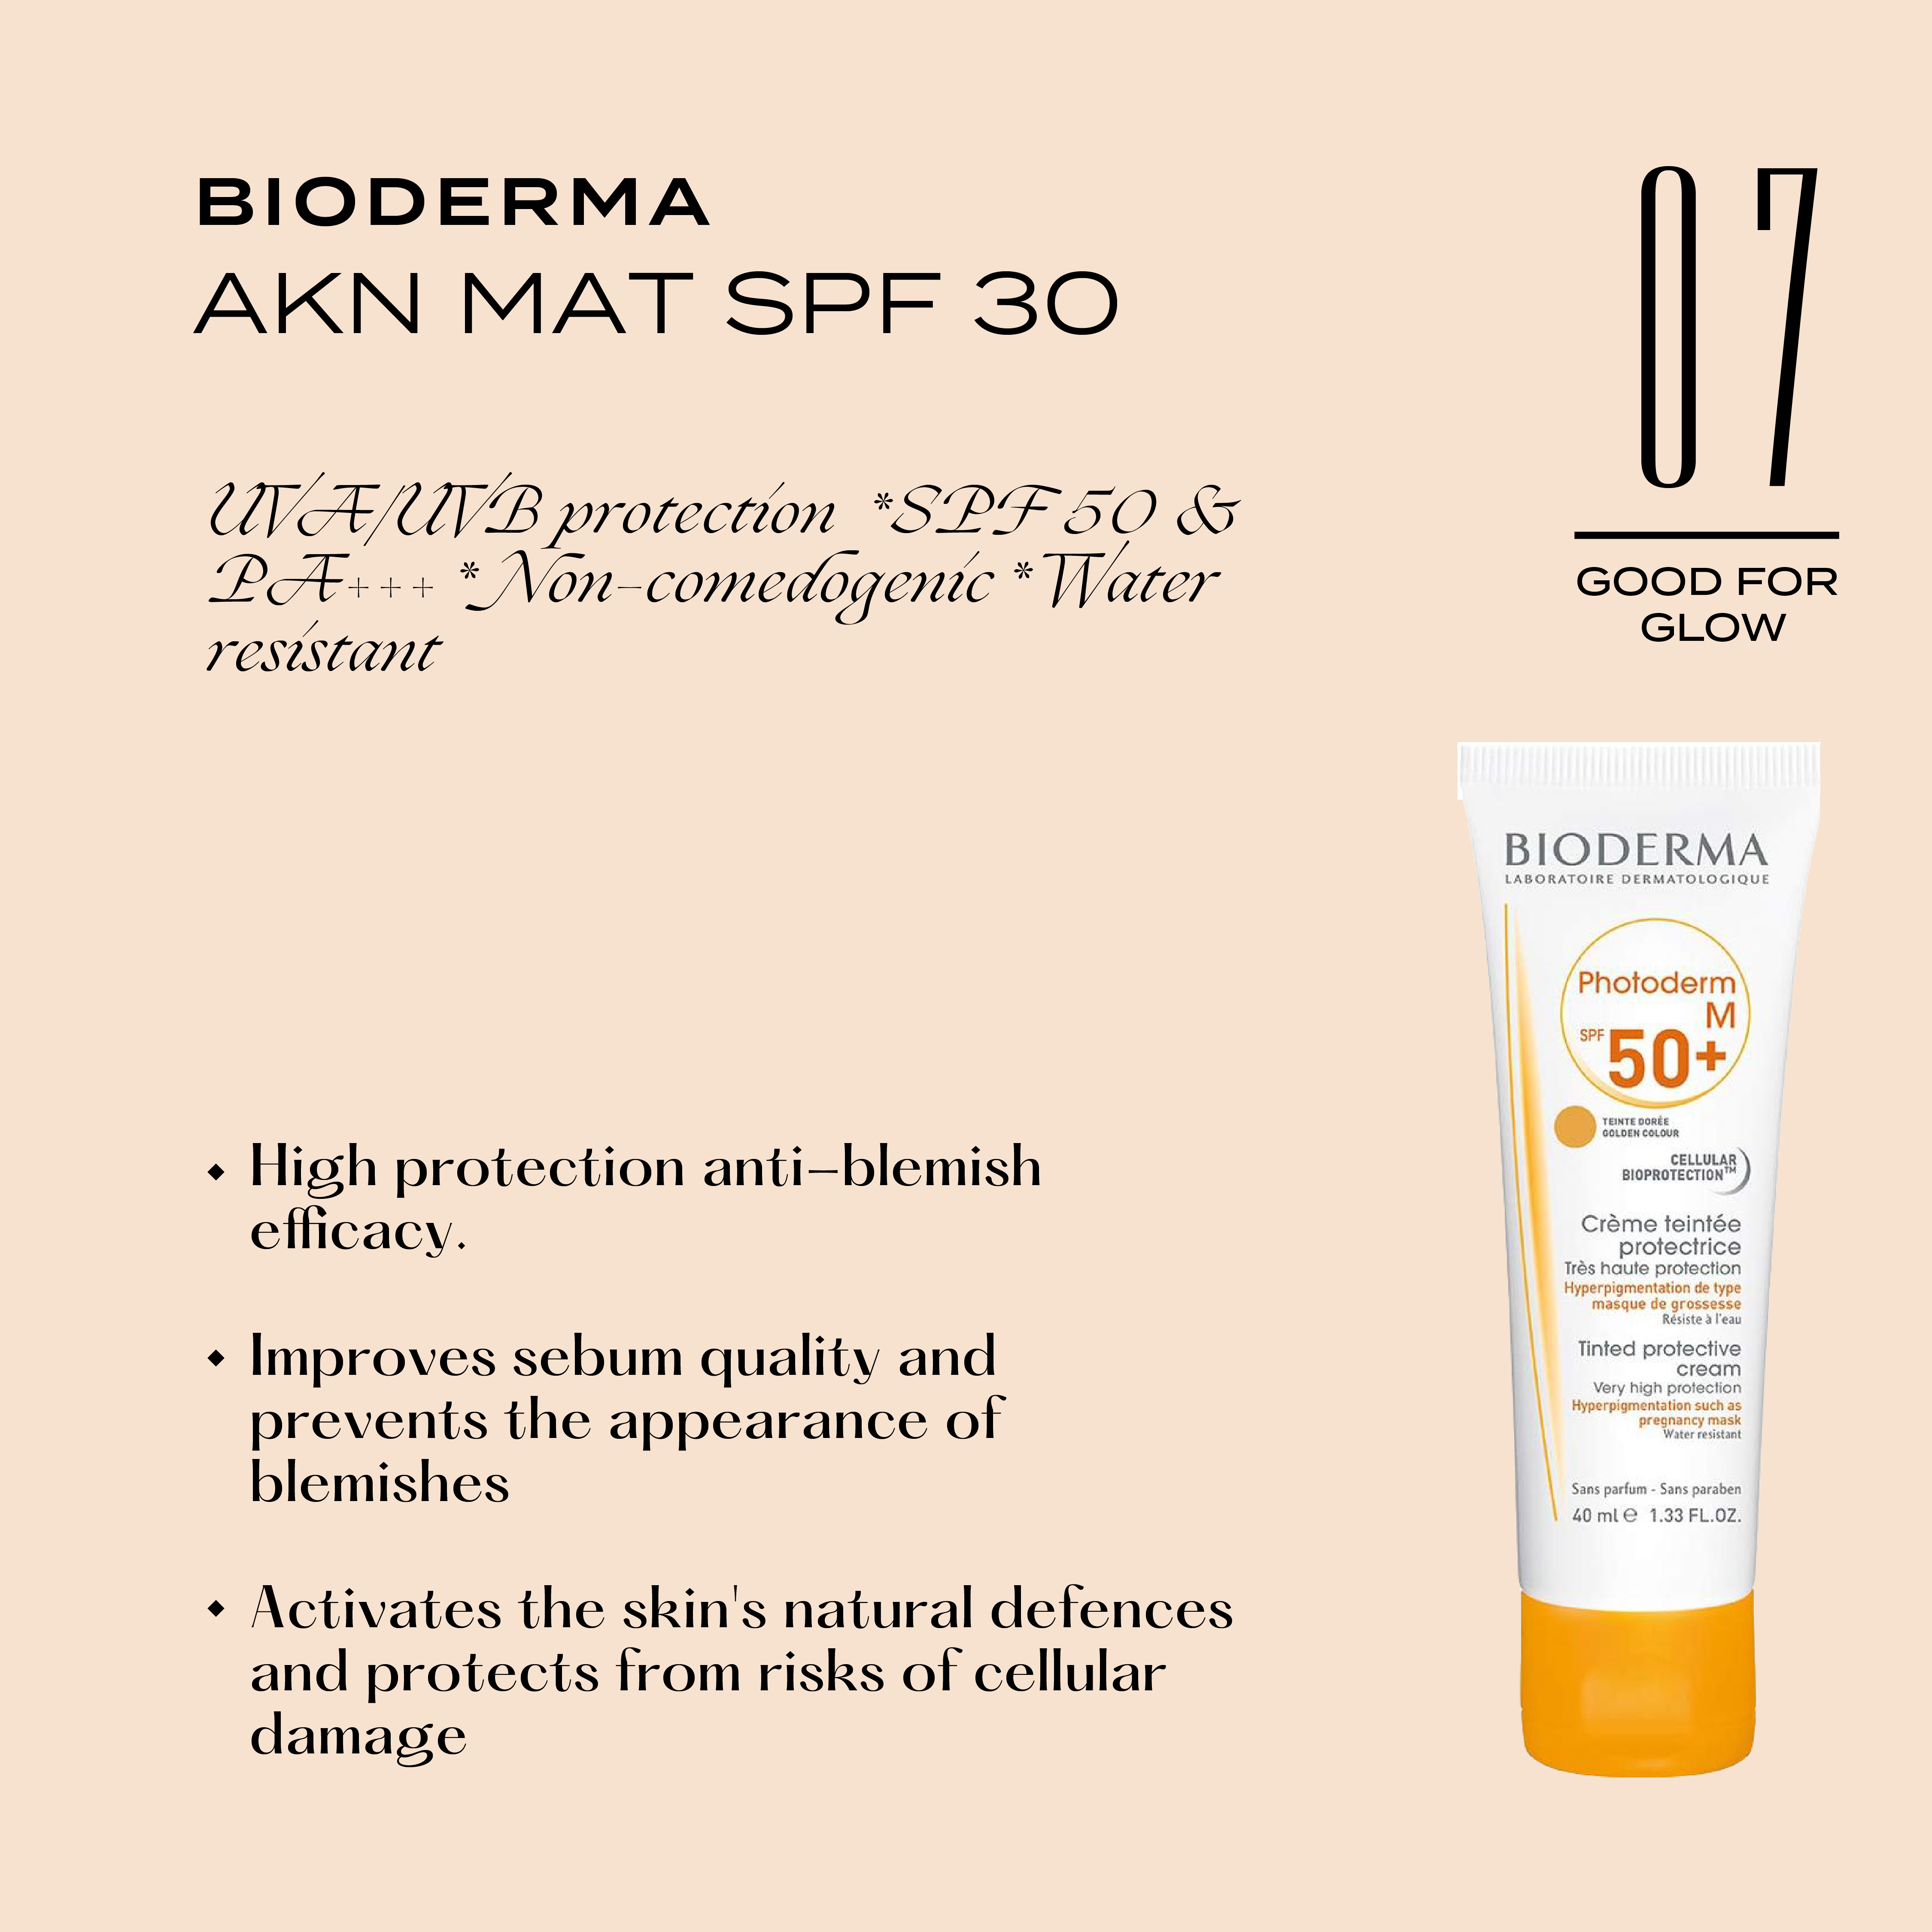 BIODERMA
AKN MAT SPF 30
07
GOOD FOR
GLOW
UVA/UVB protection *SPF 50 &
PA+++ *Non-comedogenic *Water
resistant
◆ High protection anti-blemish
efficacy.
◆ Improves sebum quality and
prevents the appearance of
blemishes
◆ Activates the skin's natural defences
and protects from risks of cellular
damage
BIODERMA
LABORATOIRE DERMATOLOGIQUE
Photoderm
M
SPF 50+
TEINTE DORÉE
GOLDEN COLOUR
CELLULAR
BIOPROTECTION™
Crème teintée
protectrice
Très haute protection
Hyperpigmentation de type
masque de grossesse
Résiste à l'eau
Tinted protective
cream
Very high protection
Hyperpigmentation such as
pregnancy mask
Water resistant
Sans parfum - Sans paraben
40 ml ℮ 1.33 FL.OZ.